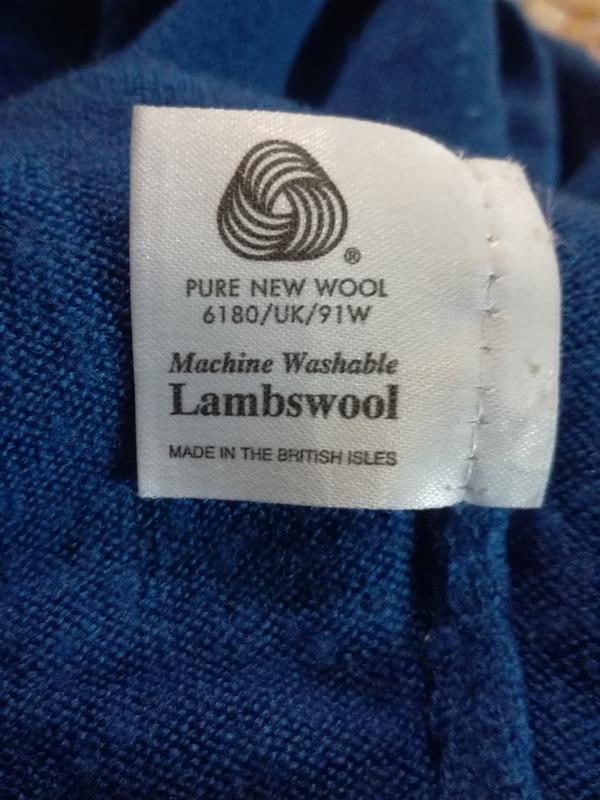 ®
PURE NEW WOOL
6180/UK/91W
Machine Washable
Lambswool
MADE IN THE BRITISH ISLES